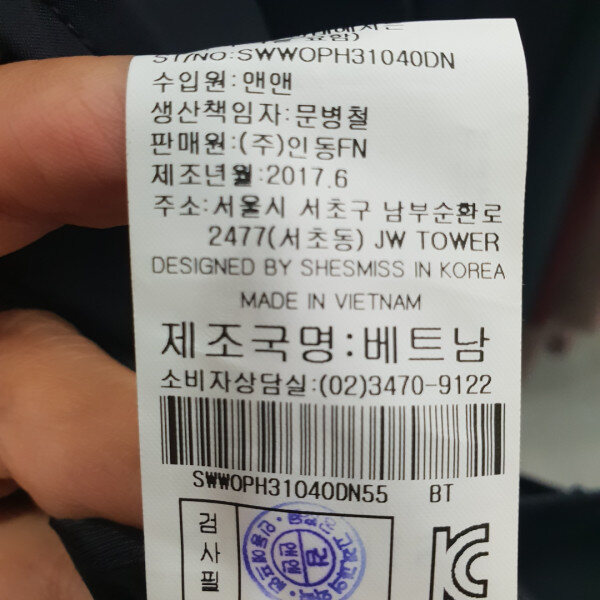 ST/NO:SWWOPH31040DN
수입원:앤앤
생산책임자:문병철
판매원:(주)인동FN
제조년월:2017.6
주소:서울시 서초구 남부순환로
2477(서초동) JW TOWER
DESIGNED BY SHESMISS IN KOREA
MADE IN VIETNAM
제조국명:베트남
소비자상담실:(02)3470-9122
SWWOPH31040DN55 BT
검사필